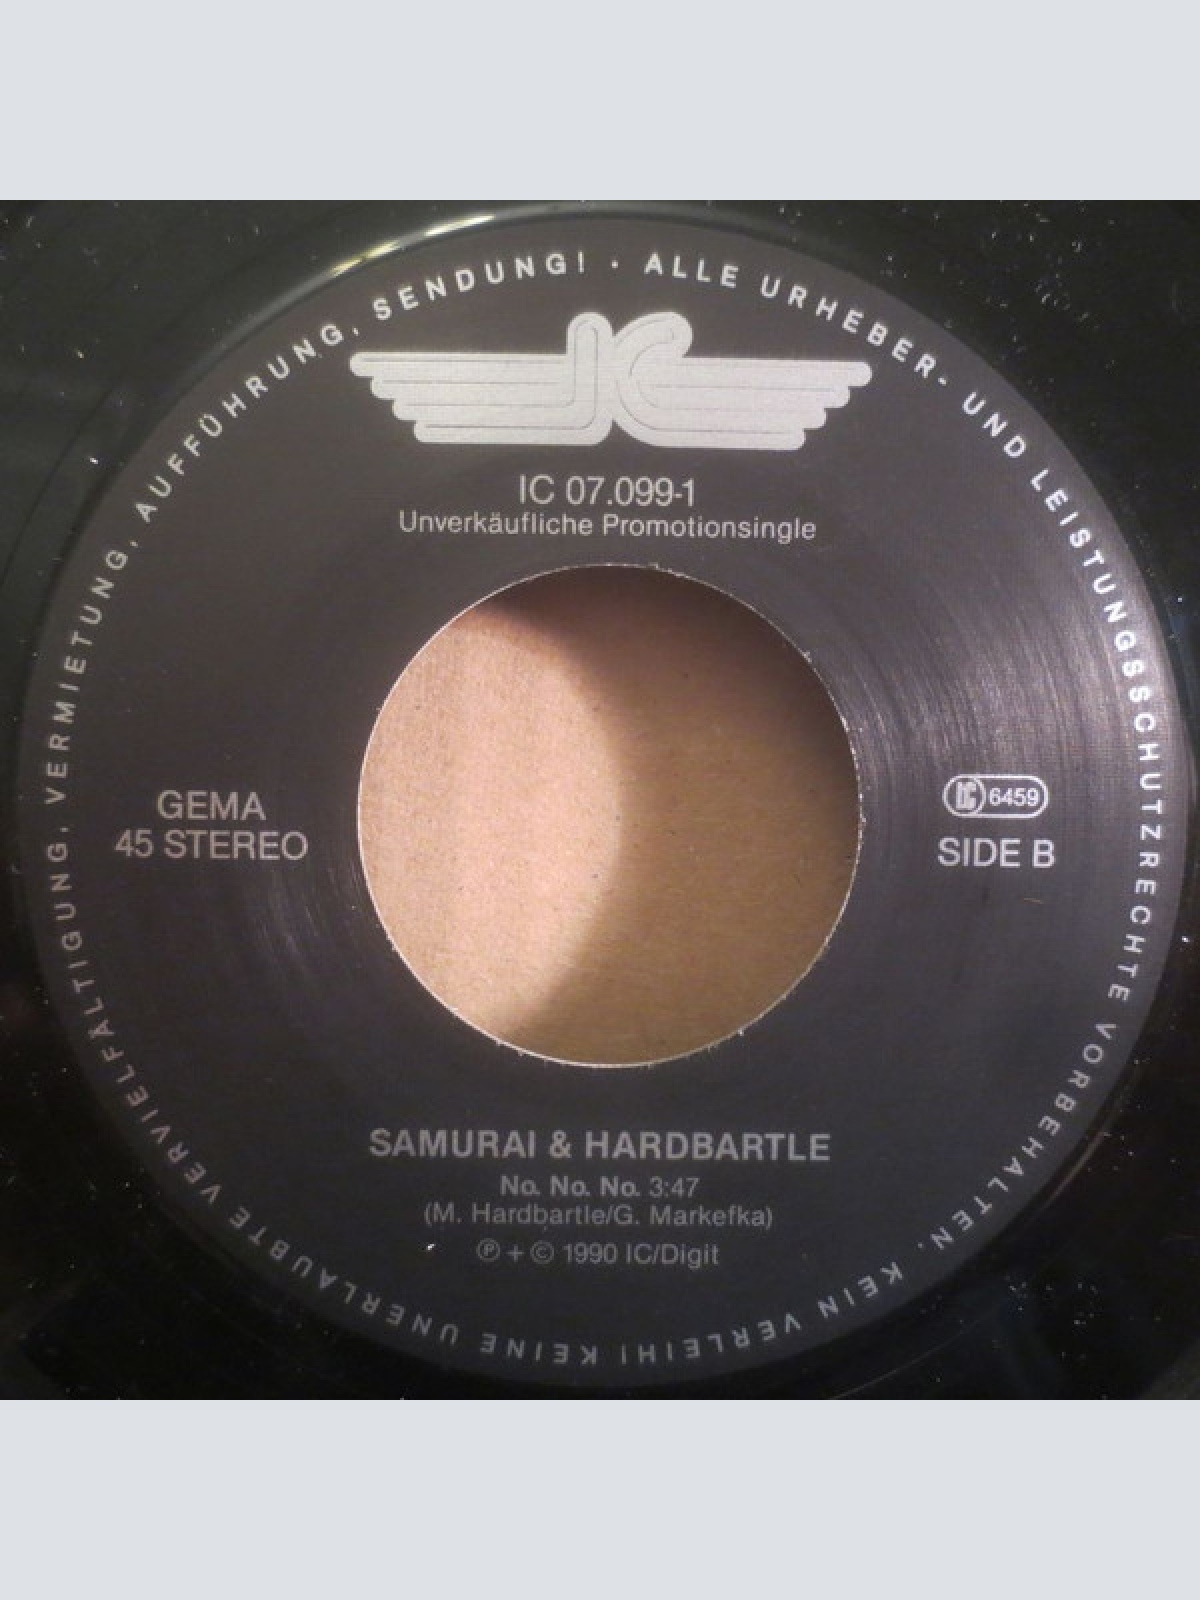 ALLE URHEBER- UND LEISTUNGSSCHUTZRECHTE VORBEHALTEN. KEIN VERLEIH! KEINE UNERLAUBTE VERVIELFÄLTIGUNG, VERMIETUNG, AUFFÜHRUNG, SENDUNG! ·
IC
IC 07.099-1
Unverkäufliche Promotionsingle
GEMA
45 STEREO
LC 6459
SIDE B
SAMURAI & HARDBARTLE
No. No. No. 3:47
(M. Hardbartle/G. Markefka)
℗ + © 1990 IC/Digit